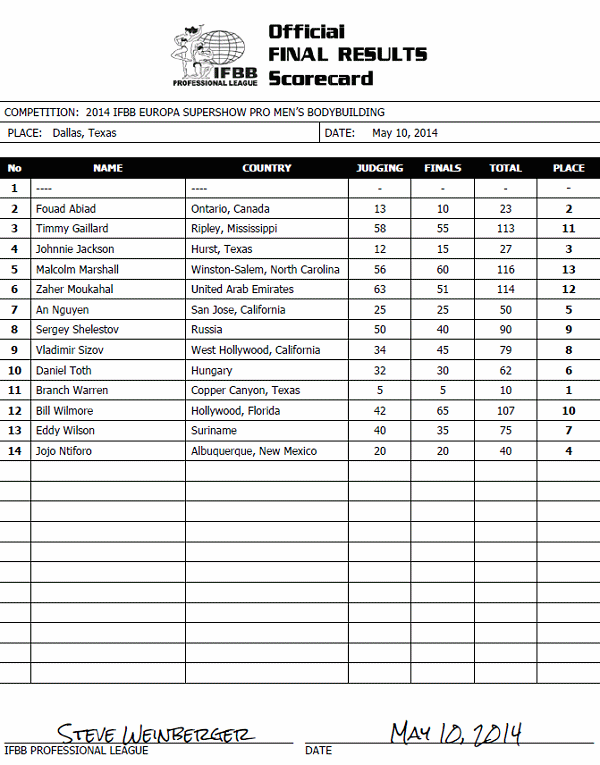 Official
FINAL RESULTS
Scorecard
IFBB
PROFESSIONAL LEAGUE
COMPETITION: 2014 IFBB EUROPA SUPERSHOW PRO MEN'S BODYBUILDING
PLACE: Dallas, Texas DATE: May 10, 2014
No NAME COUNTRY JUDGING FINALS TOTAL PLACE
1 ---- ---- - - - -
2 Fouad Abiad Ontario, Canada 13 10 23 2
3 Timmy Gaillard Ripley, Mississippi 58 55 113 11
4 Johnnie Jackson Hurst, Texas 12 15 27 3
5 Malcolm Marshall Winston-Salem, North Carolina 56 60 116 13
6 Zaher Moukahal United Arab Emirates 63 51 114 12
7 An Nguyen San Jose, California 25 25 50 5
8 Sergey Shelestov Russia 50 40 90 9
9 Vladimir Sizov West Hollywood, California 34 45 79 8
10 Daniel Toth Hungary 32 30 62 6
11 Branch Warren Copper Canyon, Texas 5 5 10 1
12 Bill Wilmore Hollywood, Florida 42 65 107 10
13 Eddy Wilson Suriname 40 35 75 7
14 Jojo Ntiforo Albuquerque, New Mexico 20 20 40 4
STEVE WEINBERGER MAY 10, 2014
IFBB PROFESSIONAL LEAGUE DATE